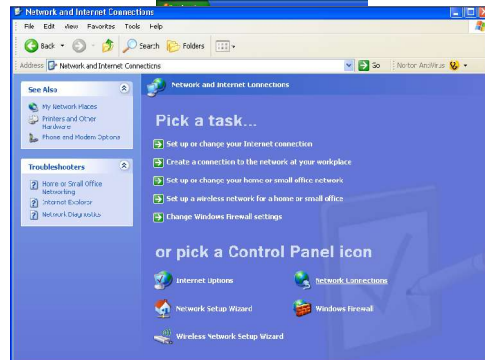 Network and Internet Connections
File Edit View Favorites Tools Help
Back Search Folders
Address Network and Internet Connections Go Norton AntiVirus
See Also
My Network Places
Printers and Other
Hardware
Phone and Modem Options
Troubleshooters
Home or Small Office
Networking
Internet Explorer
Network Diagnostics
Network and Internet Connections
Pick a task...
Set up or change your Internet connection
Create a connection to the network at your workplace
Set up or change your home or small office network
Set up a wireless network for a home or small office
Change Windows Firewall settings
or pick a Control Panel icon
Internet Options Network Connections
Network Setup Wizard Windows Firewall
Wireless Network Setup Wizard